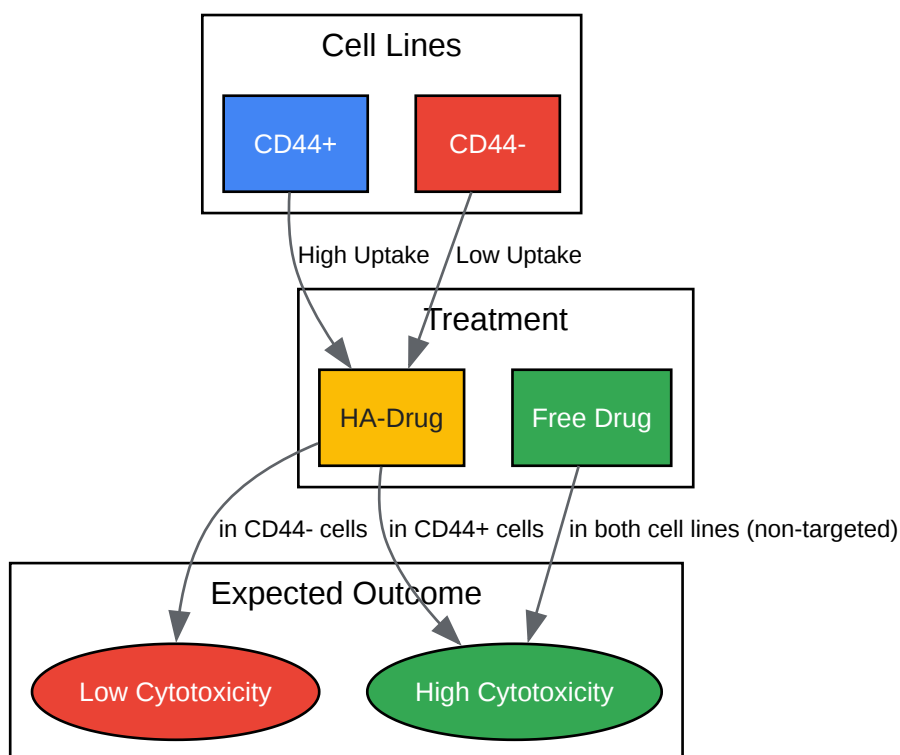 Cell Lines
CD44+
CD44-
High Uptake
Low Uptake
Treatment
HA-Drug
Free Drug
in CD44- cells
in CD44+ cells
in both cell lines (non-targeted)
Expected Outcome
Low Cytotoxicity
High Cytotoxicity